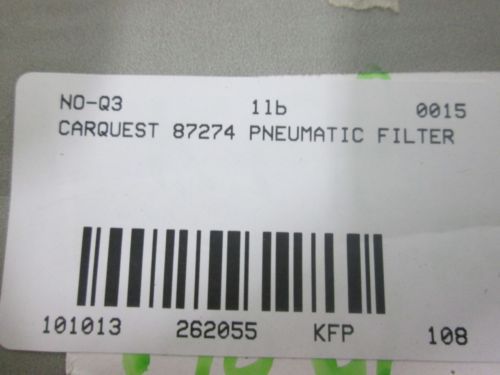 NO-Q3 1lb 0015
CARQUEST 87274 PNEUMATIC FILTER
101013 262055 KFP 108